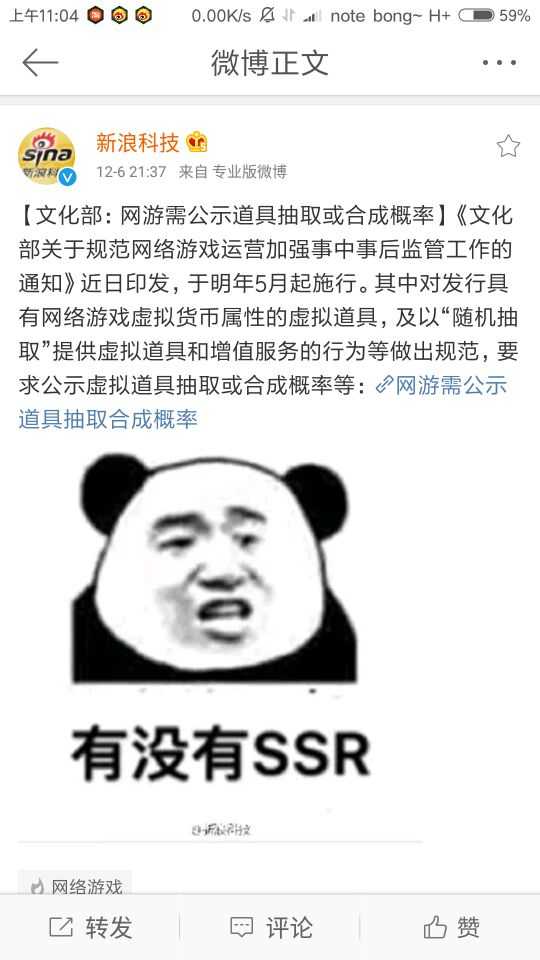 上午11:04
0.00K/s
note bong~ H+
59%
微博正文
sina
新浪科技
新浪科技
12-6 21:37 来自 专业版微博
【文化部：网游需公示道具抽取或合成概率】《文化
部关于规范网络游戏运营加强事中事后监管工作的
通知》近日印发，于明年5月起施行。其中对发行具
有网络游戏虚拟货币属性的虚拟道具，及以“随机抽
取”提供虚拟道具和增值服务的行为等做出规范，要
求公示虚拟道具抽取或合成概率等：网游需公示
道具抽取合成概率
有没有SSR
@新浪科技
网络游戏
转发
评论
赞